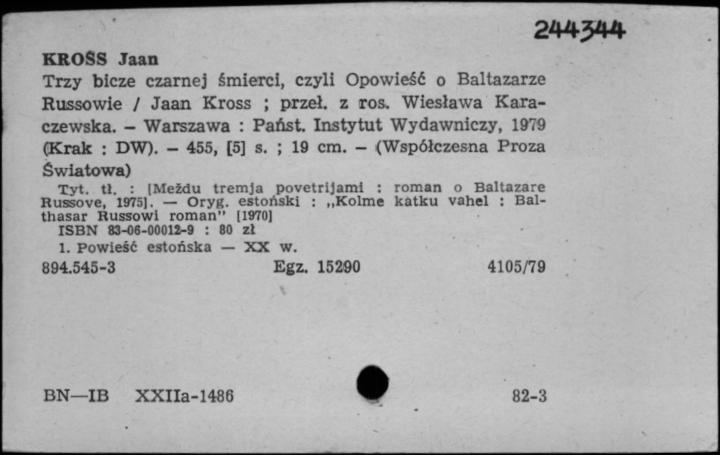 244344
KROSS Jaan
Trzy bicze czarnej śmierci, czyli Opowieść o Baltazarze
Russowie / Jaan Kross ; przeł. z ros. Wiesława Kara-
czewska. – Warszawa : Państ. Instytut Wydawniczy, 1979
(Krak : DW). – 455, [5] s. ; 19 cm. – (Współczesna Proza
Światowa)
Tyt. tł. : [Meždu tremja povetrijami : roman o Baltazare
Russove, 1975]. — Oryg. estoński : „Kolme katku vahel : Bal-
thasar Russowi roman” [1970]
ISBN 83-06-00012-9 : 80 zł
1. Powieść estońska — XX w.
894.545-3 Egz. 15290 4105/79
BN—IB XXIIa-1486 82-3